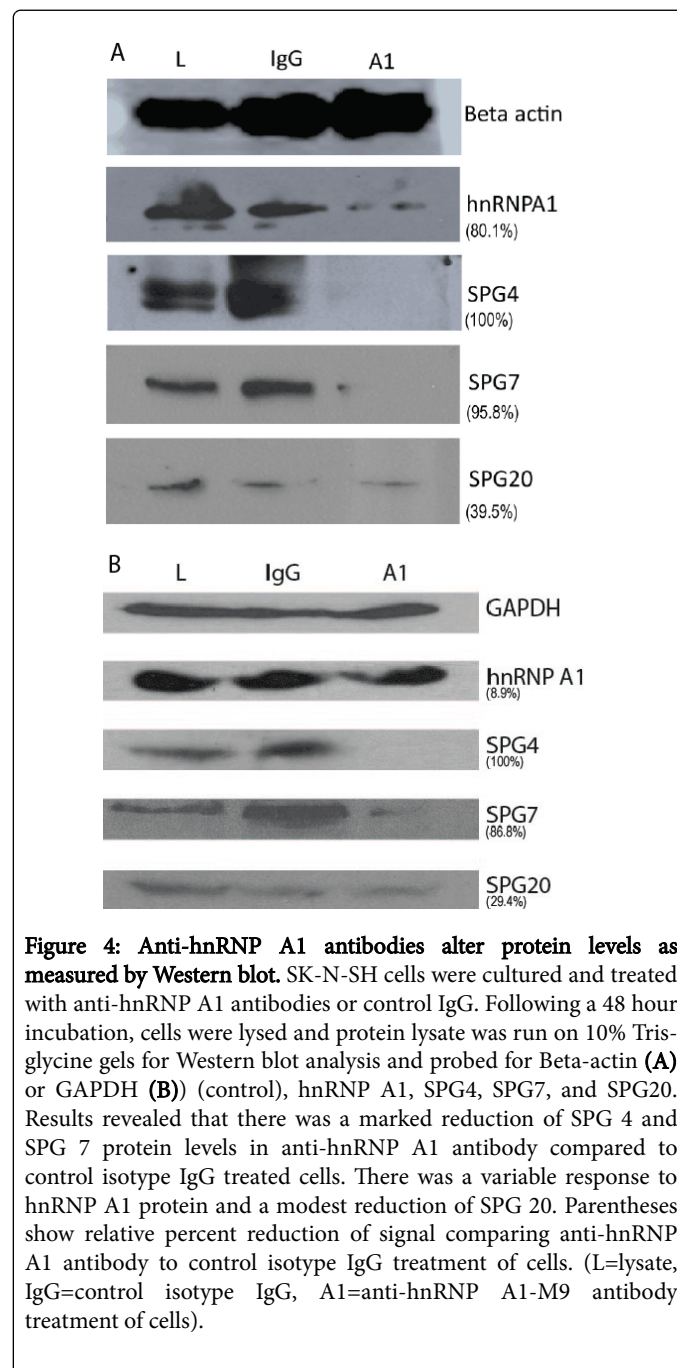 A
L IgG A1
Beta actin
hnRNPA1
(80.1%)
SPG4
(100%)
SPG7
(95.8%)
SPG20
(39.5%)
B
L IgG A1
GAPDH
hnRNP A1
(8.9%)
SPG4
(100%)
SPG7
(86.8%)
SPG20
(29.4%)
Figure 4: Anti-hnRNP A1 antibodies alter protein levels as
measured by Western blot. SK-N-SH cells were cultured and treated
with anti-hnRNP A1 antibodies or control IgG. Following a 48 hour
incubation, cells were lysed and protein lysate was run on 10% Tris-
glycine gels for Western blot analysis and probed for Beta-actin (A)
or GAPDH (B)) (control), hnRNP A1, SPG4, SPG7, and SPG20.
Results revealed that there was a marked reduction of SPG 4 and
SPG 7 protein levels in anti-hnRNP A1 antibody compared to
control isotype IgG treated cells. There was a variable response to
hnRNP A1 protein and a modest reduction of SPG 20. Parentheses
show relative percent reduction of signal comparing anti-hnRNP
A1 antibody to control isotype IgG treatment of cells. (L=lysate,
IgG=control isotype IgG, A1=anti-hnRNP A1-M9 antibody
treatment of cells).